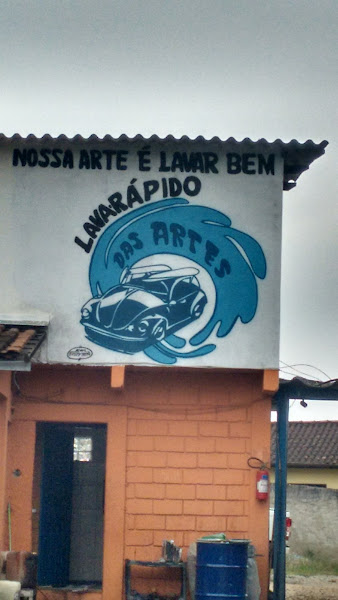 NOSSA ARTE É LAVAR BEM
LAVARÁPIDO
DAS ARTES